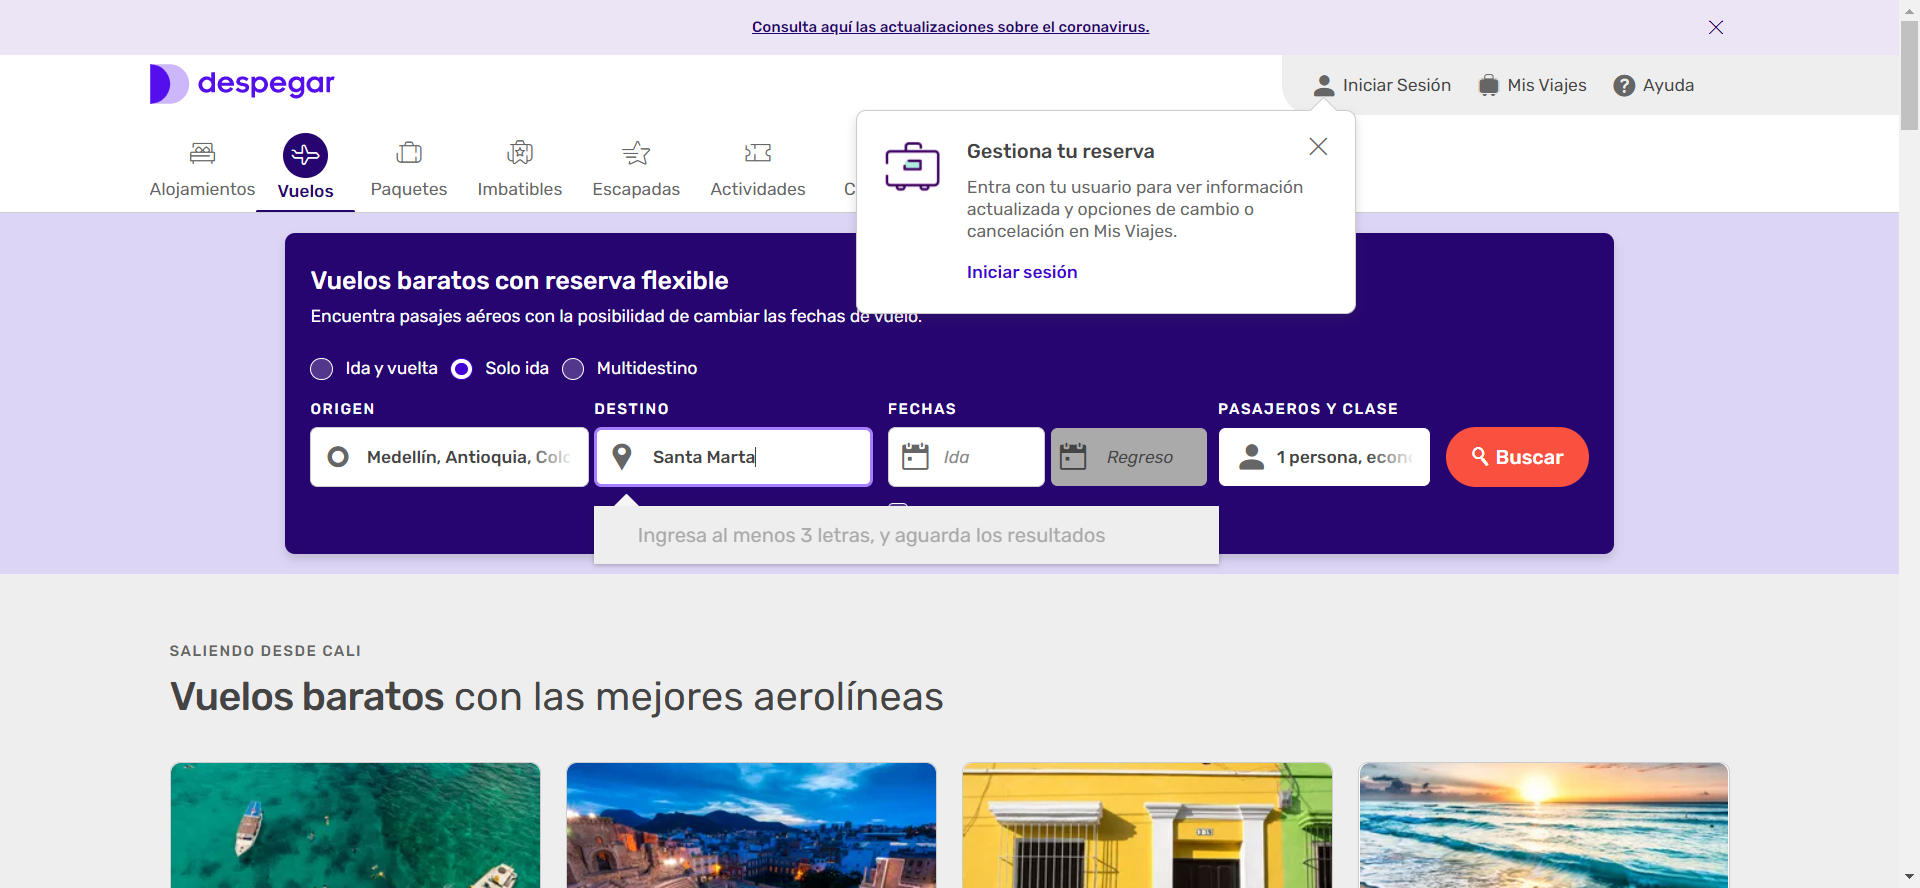 Consulta aquí las actualizaciones sobre el coronavirus.
despegar
Iniciar Sesión
Mis Viajes
Ayuda
Alojamientos
Vuelos
Paquetes
Imbatibles
Escapadas
Actividades
C
Gestiona tu reserva
Entra con tu usuario para ver información
actualizada y opciones de cambio o
cancelación en Mis Viajes.
Iniciar sesión
Vuelos baratos con reserva flexible
Encuentra pasajes aéreos con la posibilidad de cambiar las fechas de vuelo.
Ida y vuelta
Solo ida
Multidestino
ORIGEN
DESTINO
FECHAS
PASAJEROS Y CLASE
Medellín, Antioquia, Colo
Santa Marta
Ida
Regreso
1 persona, econo
Buscar
Ingresa al menos 3 letras, y aguarda los resultados
SALIENDO DESDE CALI
Vuelos baratos con las mejores aerolíneas